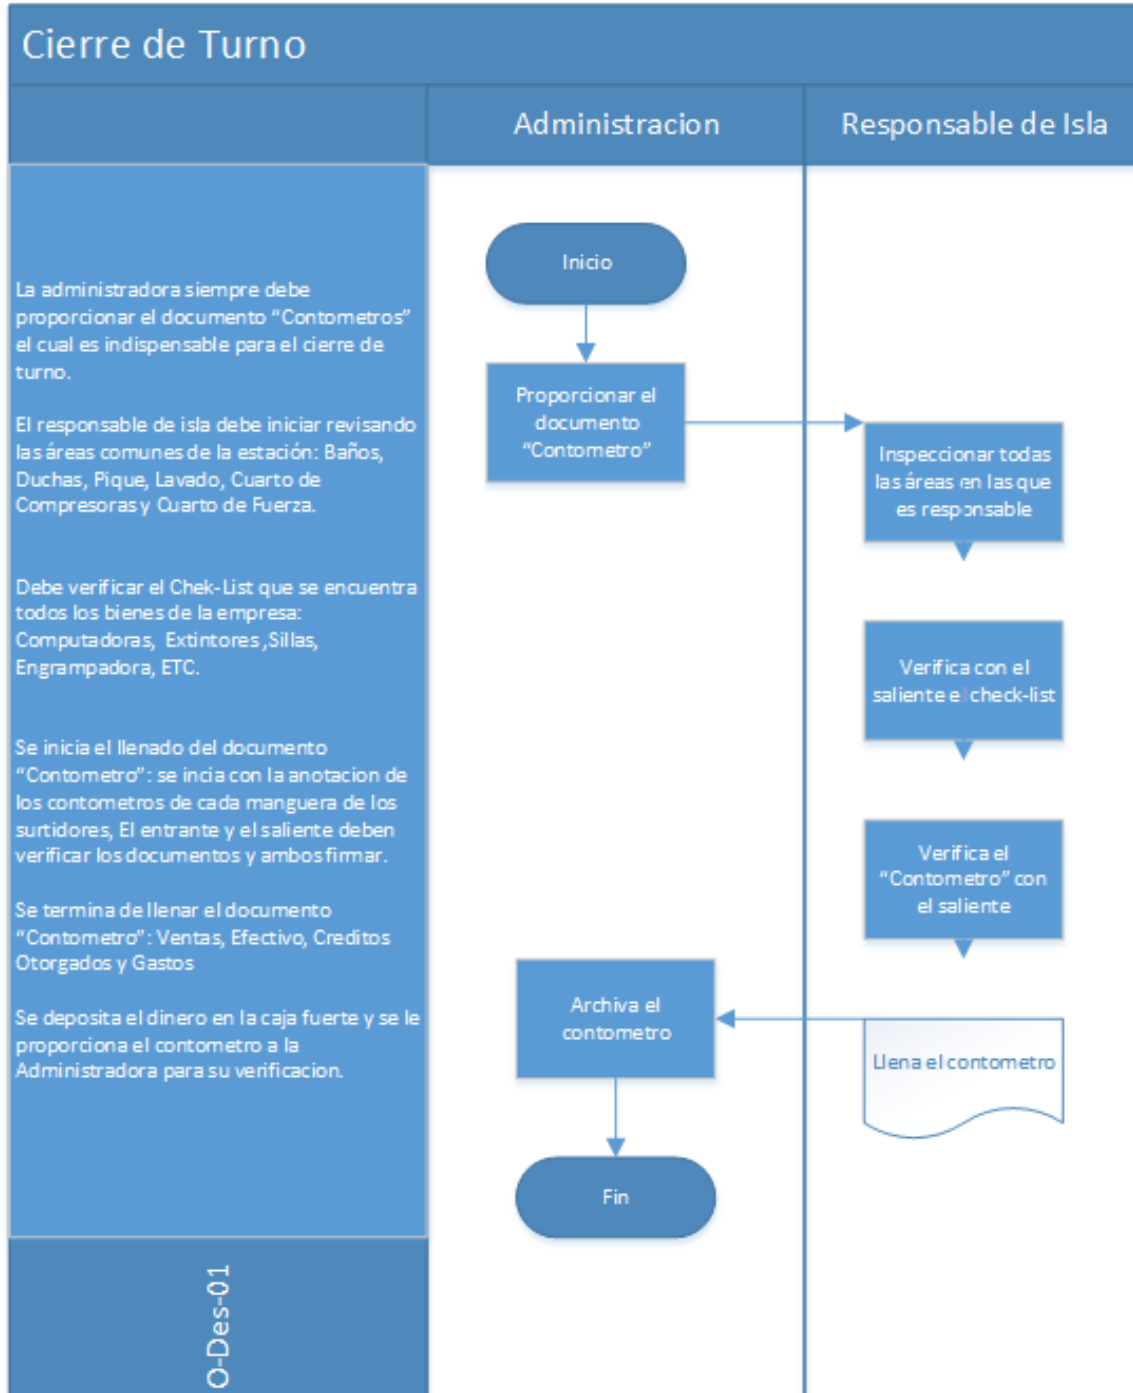 Cierre de Turno
Administracion
Responsable de Isla
La administradora siempre debe
proporcionar el documento “Contometros”
el cual es indispensable para el cierre de
turno.
El responsable de isla debe iniciar revisando
las áreas comunes de la estación: Baños,
Duchas, Pique, Lavado, Cuarto de
Compresoras y Cuarto de Fuerza.
Debe verificar el Chek-List que se encuentra
todos los bienes de la empresa:
Computadoras, Extintores ,Sillas,
Engrampadora, ETC.
Se inicia el llenado del documento
“Contometro”: se incia con la anotacion de
los contometros de cada manguera de los
surtidores, El entrante y el saliente deben
verificar los documentos y ambos firmar.
Se termina de llenar el documento
“Contometro”: Ventas, Efectivo, Creditos
Otorgados y Gastos
Se deposita el dinero en la caja fuerte y se le
proporciona el contometro a la
Administradora para su verificacion.
O-Des-01
Inicio
Proporcionar el
documento
“Contometro”
Inspeccionar todas
las áreas en las que
es responsable
Verifica con el
saliente el check-list
Verifica el
“Contometro” con
el saliente
Llena el contometro
Archiva el
contometro
Fin